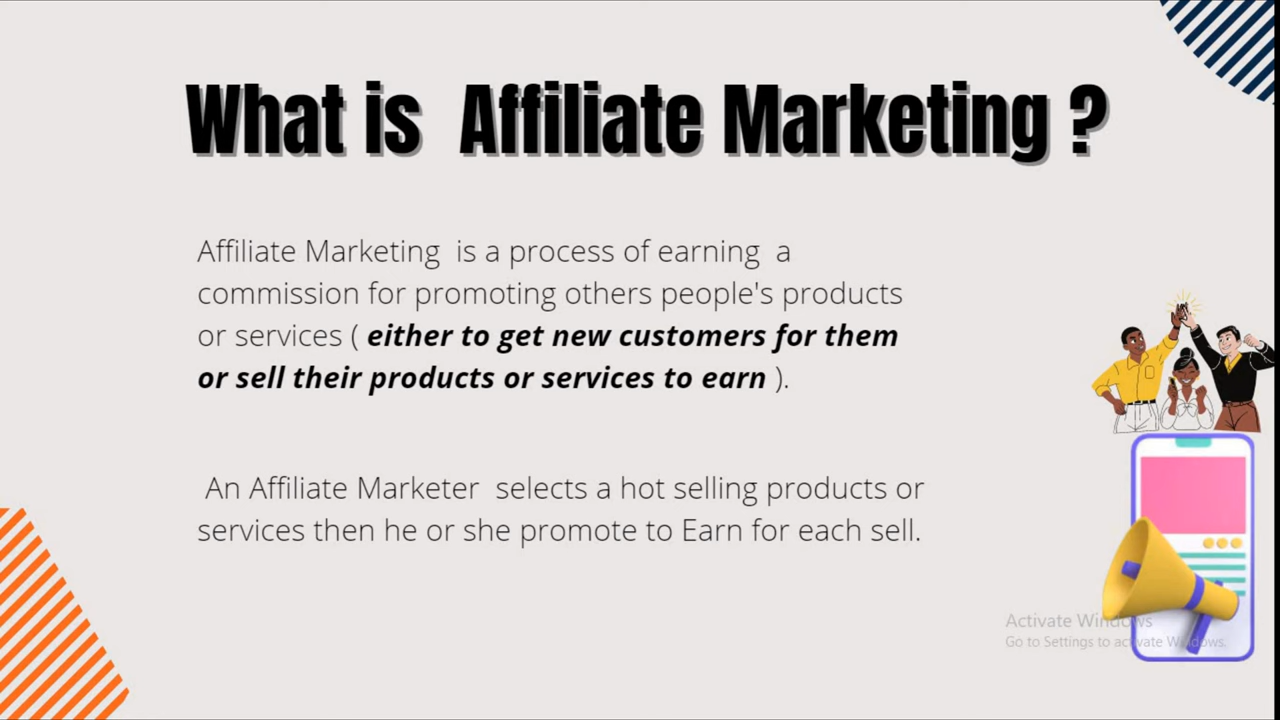 What is Affiliate Marketing ?
Affiliate Marketing is a process of earning a
commission for promoting others people's products
or services ( either to get new customers for them
or sell their products or services to earn ).
An Affiliate Marketer selects a hot selling products or
services then he or she promote to Earn for each sell.
Activate Windows
Go to Settings to activate Windows.